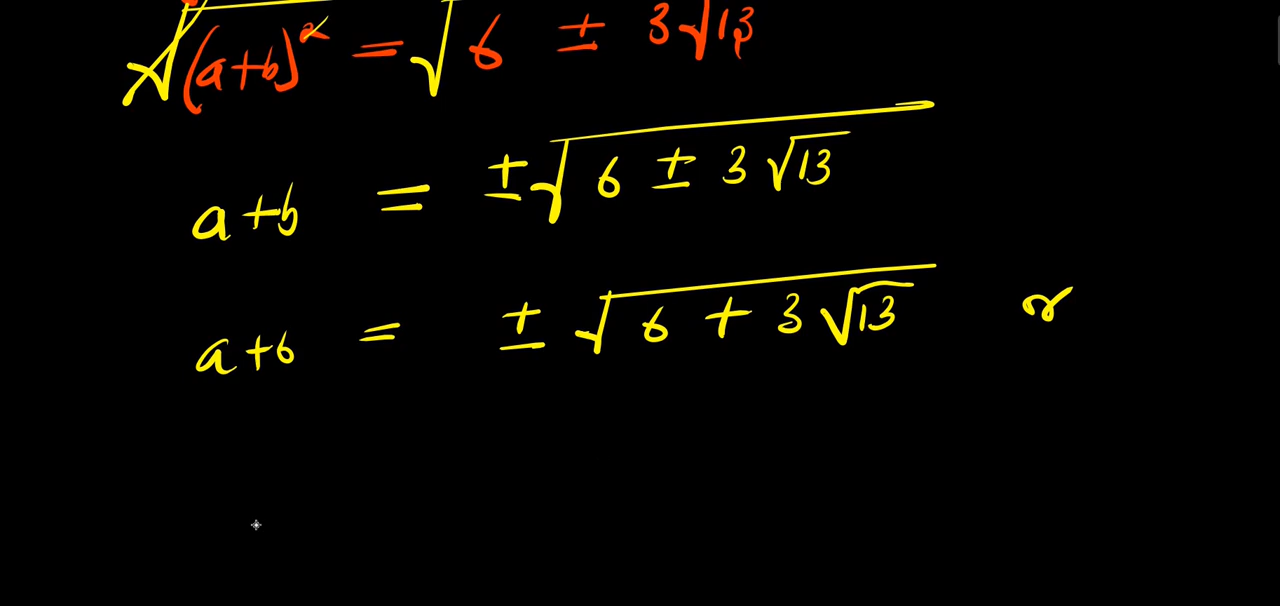 √(a+b)² = √6 ± 3√13
a+b = ±√6 ± 3√13
a+b = ±√6 + 3√13 or